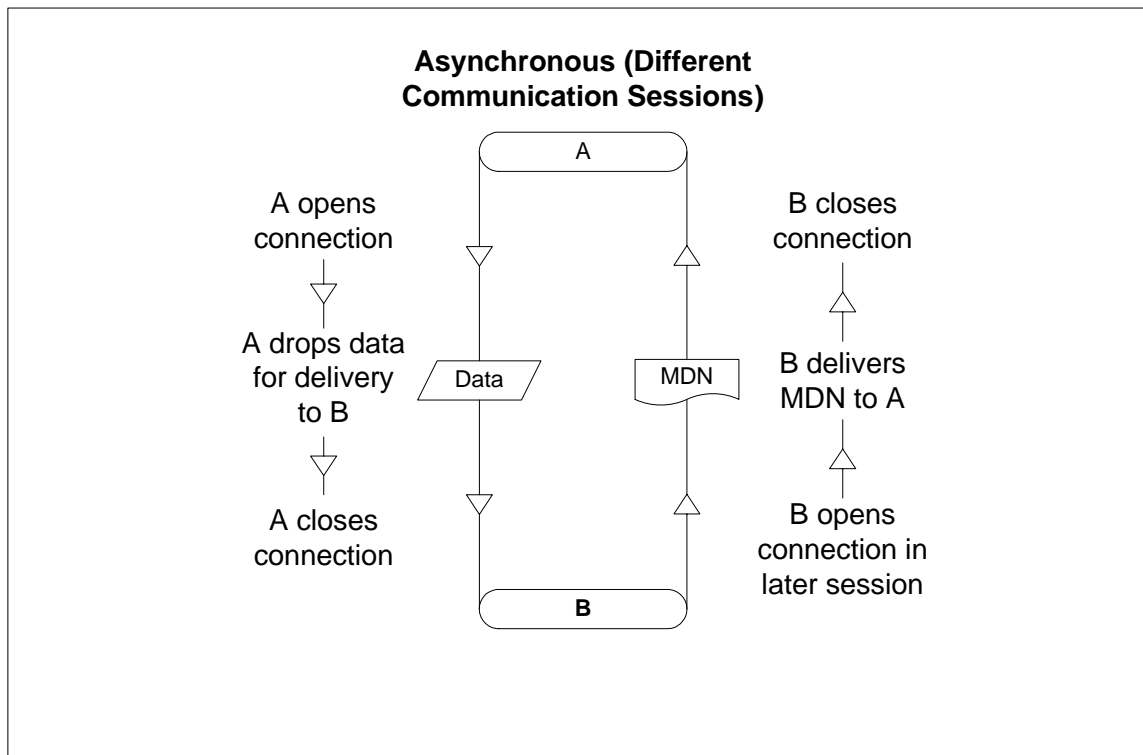 Asynchronous (Different
Communication Sessions)
A
A opens
connection
A drops data
for delivery
to B
A closes
connection
Data
MDN
B closes
connection
B delivers
MDN to A
B opens
connection in
later session
B